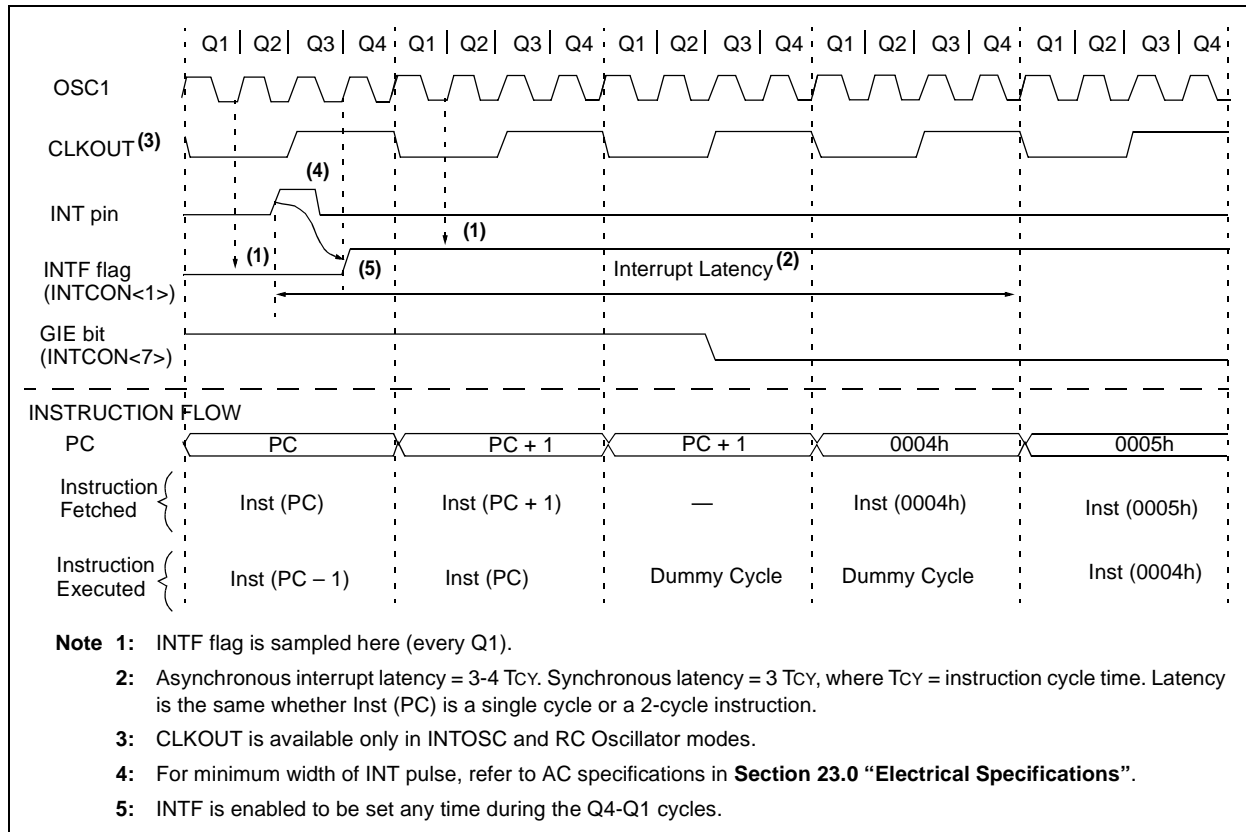 Q1 Q2 Q3 Q4 Q1 Q2 Q3 Q4 Q1 Q2 Q3 Q4 Q1 Q2 Q3 Q4 Q1 Q2 Q3 Q4
OSC1
CLKOUT (3)
(4)
INT pin
(1)
(1)
INTF flag
(INTCON<1>)
(5)
Interrupt Latency (2)
GIE bit
(INTCON<7>)
INSTRUCTION FLOW
PC PC PC + 1 PC + 1 0004h 0005h
Instruction
Fetched
Inst (PC) Inst (PC + 1) — Inst (0004h) Inst (0005h)
Instruction
Executed
Inst (PC – 1) Inst (PC) Dummy Cycle Dummy Cycle Inst (0004h)
Note 1: INTF flag is sampled here (every Q1).
2: Asynchronous interrupt latency = 3-4 TCY. Synchronous latency = 3 TCY, where TCY = instruction cycle time. Latency
is the same whether Inst (PC) is a single cycle or a 2-cycle instruction.
3: CLKOUT is available only in INTOSC and RC Oscillator modes.
4: For minimum width of INT pulse, refer to AC specifications in Section 23.0 “Electrical Specifications”.
5: INTF is enabled to be set any time during the Q4-Q1 cycles.